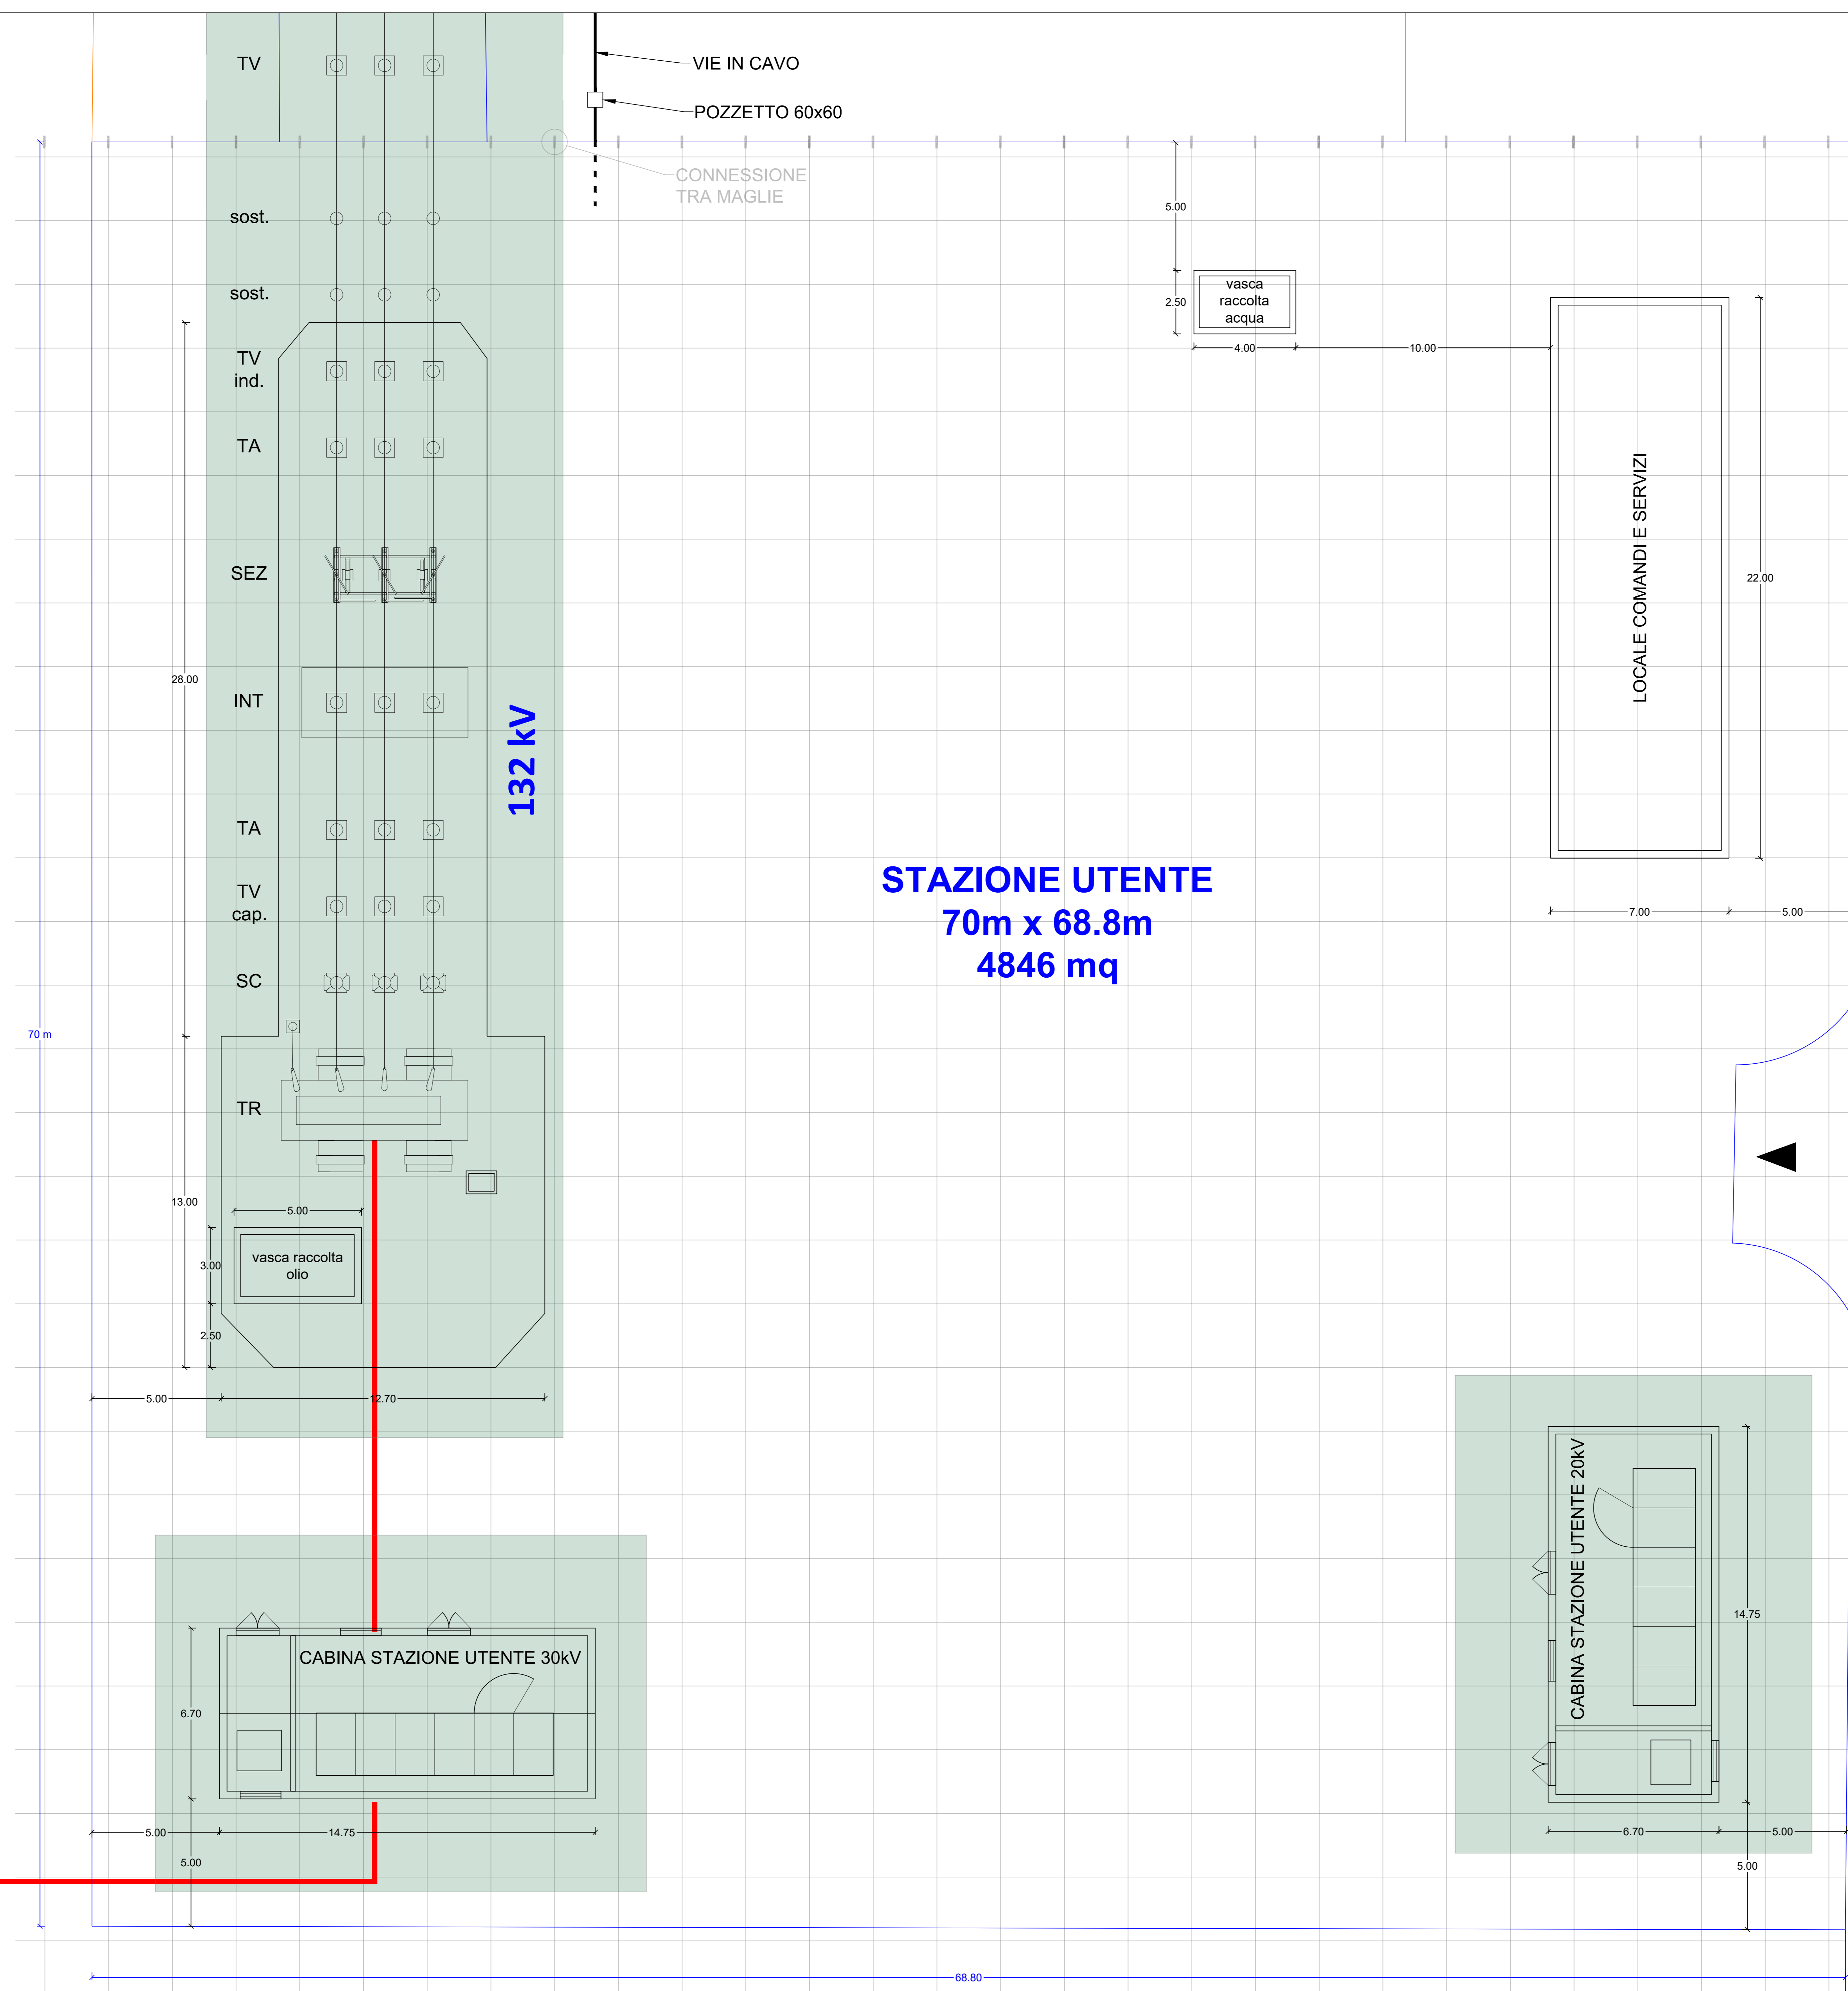 TV
VIE IN CAVO
POZZETTO 60x60
CONNESSIONE
TRA MAGLIE
sost.
sost.
5.00
2.50
vasca
raccolta
acqua
4.00
10.00
TV
ind.
TA
SEZ
LOCALE COMANDI E SERVIZI
22.00
28.00
INT
132 kV
TA
TV
cap.
STAZIONE UTENTE
70m x 68.8m
4846 mq
7.00
5.00
SC
70 m
TR
13.00
5.00
3.00
vasca raccolta
olio
2.50
5.00
12.70
CABINA STAZIONE UTENTE 20kV
14.75
CABINA STAZIONE UTENTE 30kV
6.70
5.00
14.75
5.00
6.70
5.00
5.00
68.80